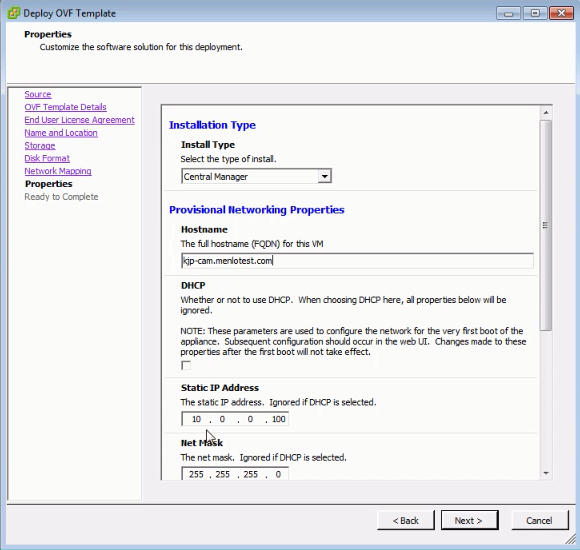 Deploy OVF Template
Properties
Customize the software solution for this deployment.
Source
OVF Template Details
End User License Agreement
Name and Location
Storage
Disk Format
Network Mapping
Properties
Ready to Complete
Installation Type
Install Type
Select the type of install.
Central Manager
Provisional Networking Properties
Hostname
The full hostname (FQDN) for this VM
kjp-cam.menlotest.com
DHCP
Whether or not to use DHCP. When choosing DHCP here, all properties below will be
ignored.
NOTE: These parameters are used to configure the network for the very first boot of the
appliance. Subsequent configuration should occur in the web UI. Changes made to these
properties after the first boot will not take effect.
Static IP Address
The static IP address. Ignored if DHCP is selected.
10 . 0 . 0 . 100
Net Mask
The net mask. Ignored if DHCP is selected.
255 . 255 . 255 . 0
< Back
Next >
Cancel